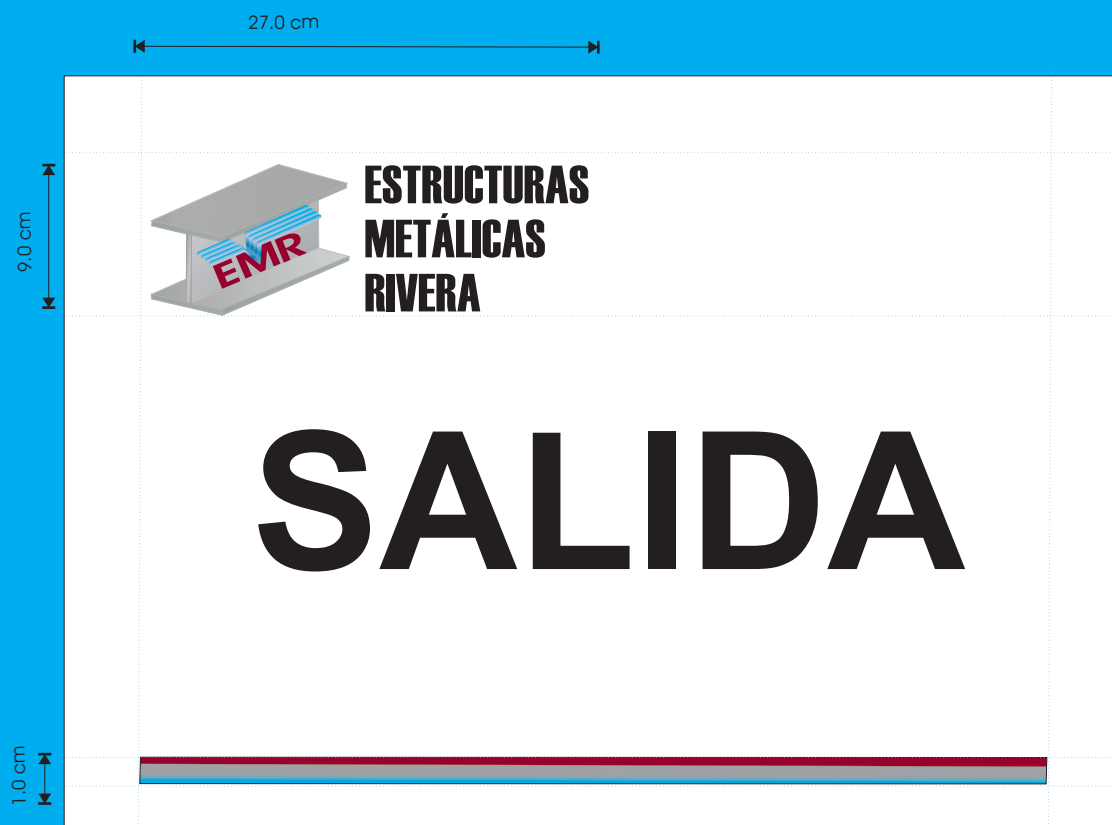 27.0 cm
9.0 cm
ESTRUCTURAS
METÁLICAS
RIVERA
EMR
SALIDA
1.0 cm